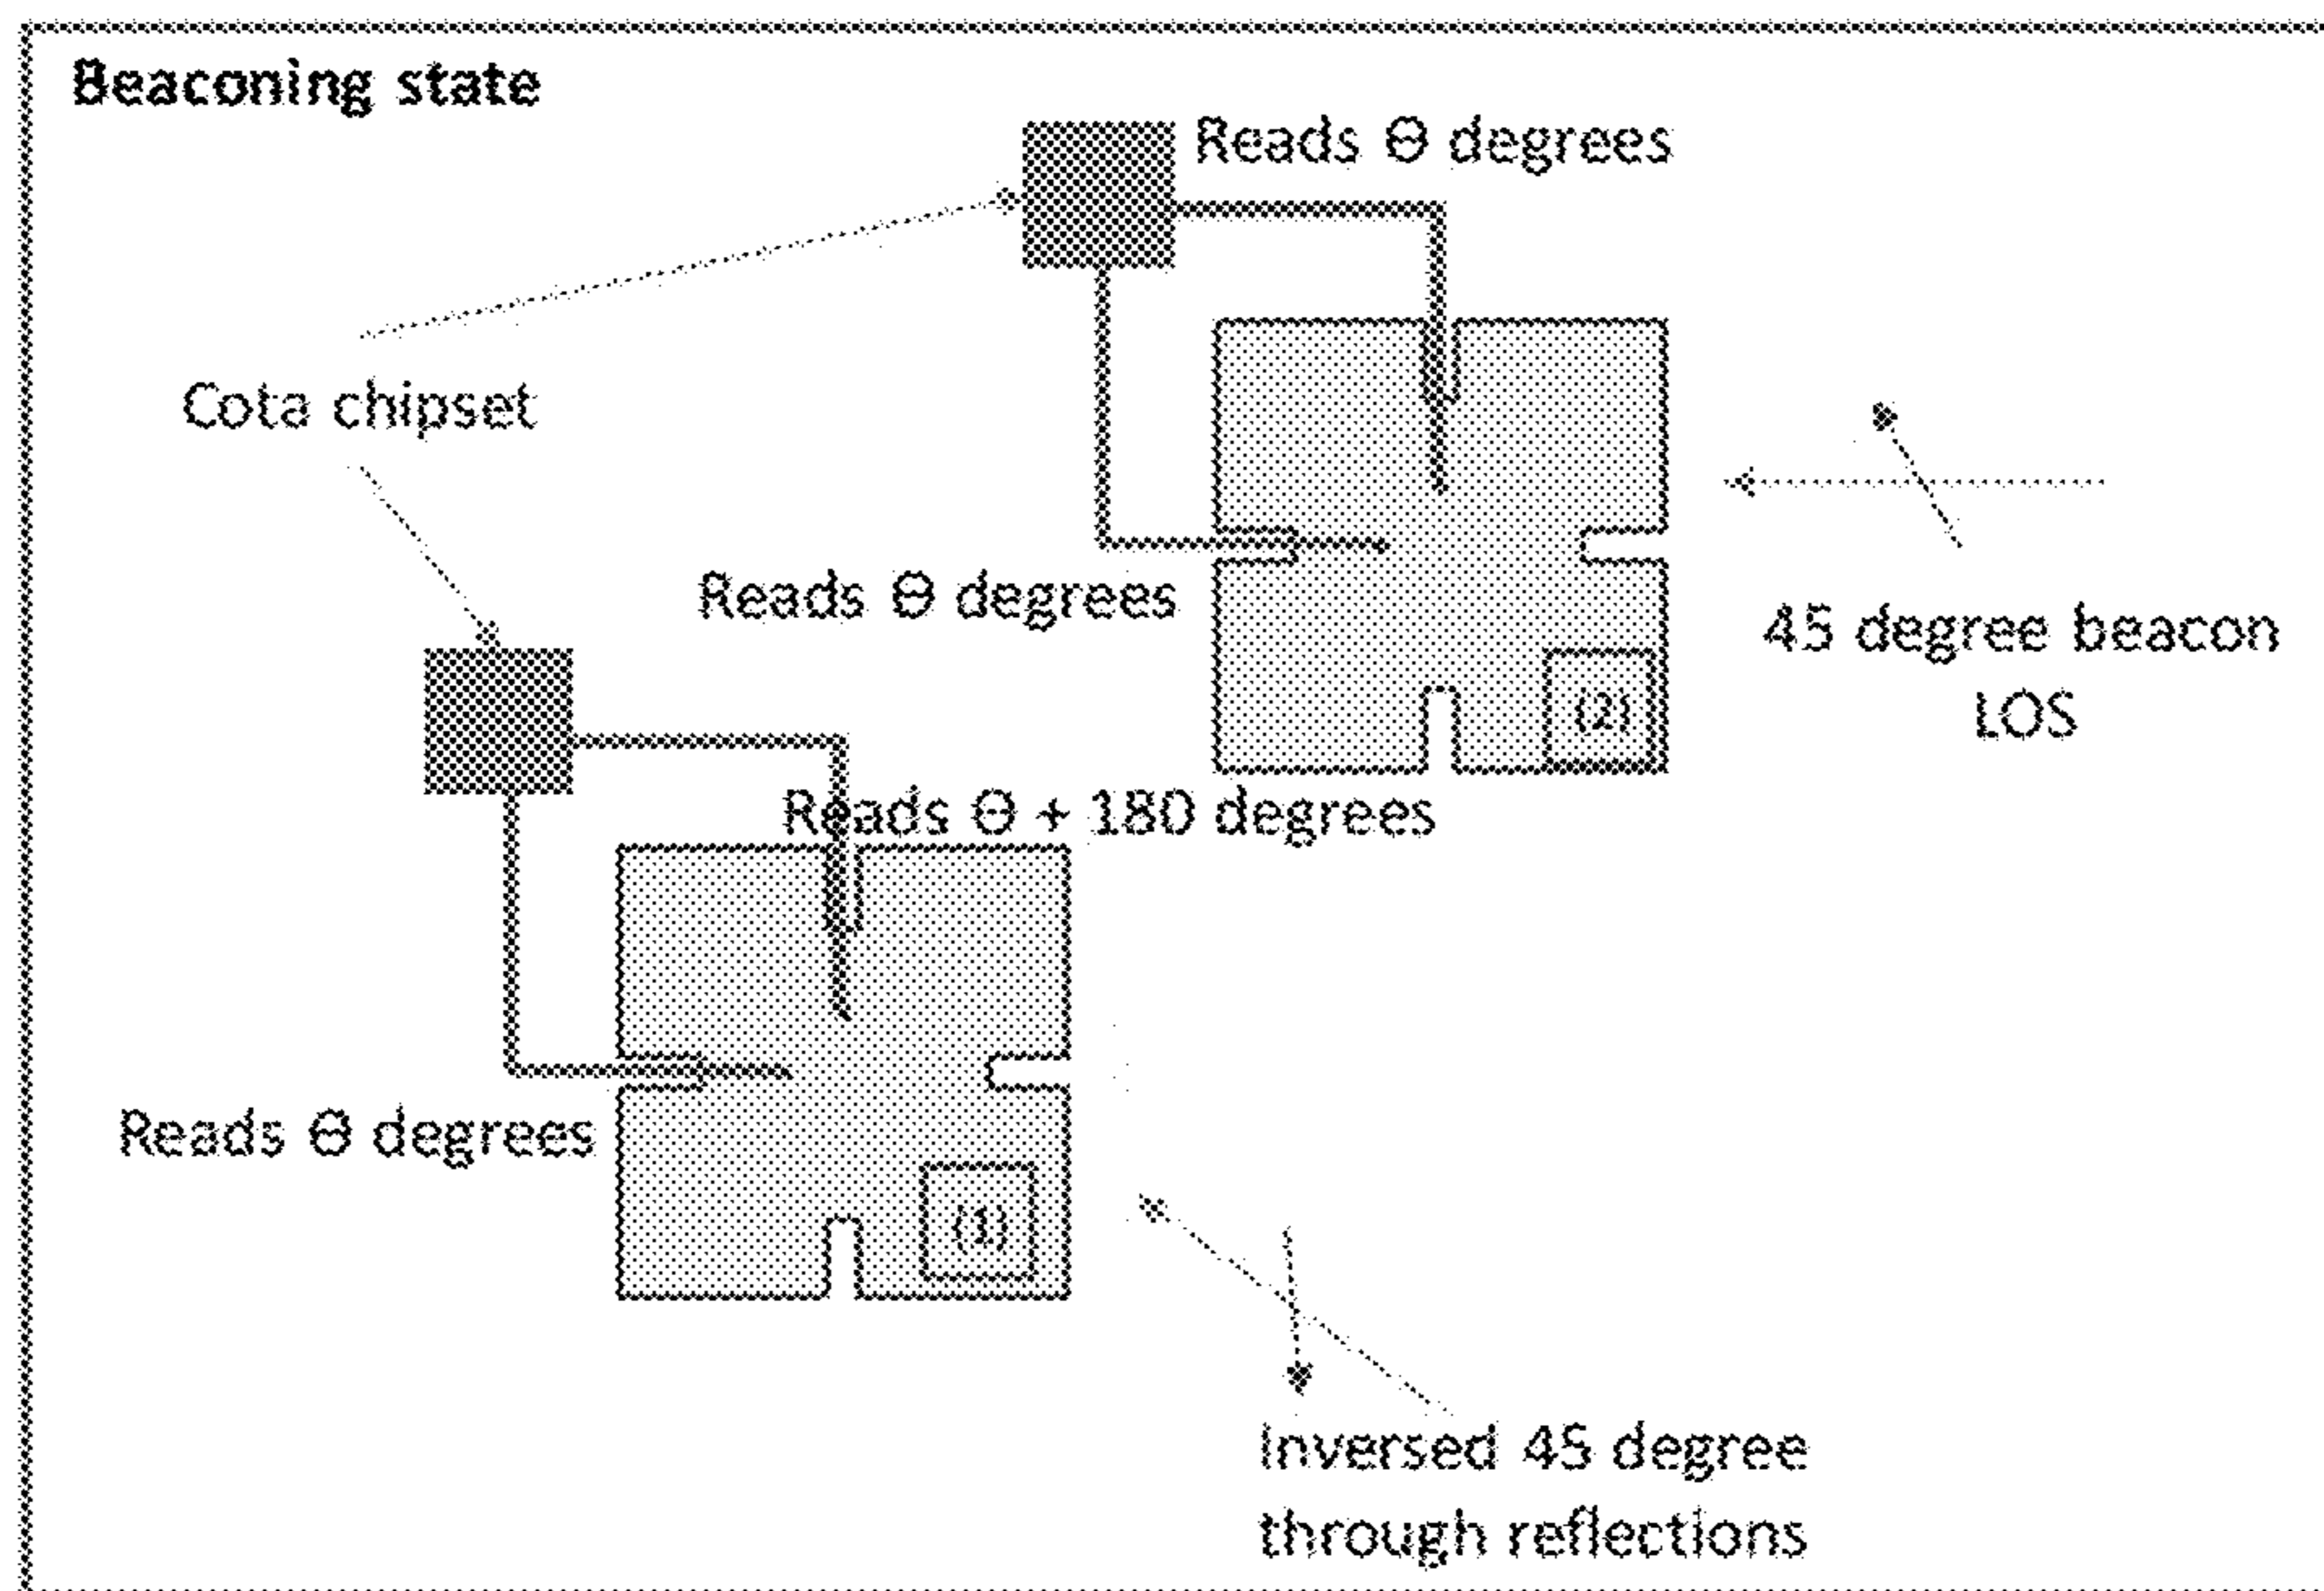 Beaconing state
Reads Θ degrees
Cota chipset
Reads Θ degrees
45 degree beacon
LOS
(2)
Reads Θ + 180 degrees
Reads Θ degrees
(1)
Inversed 45 degree
through reflections